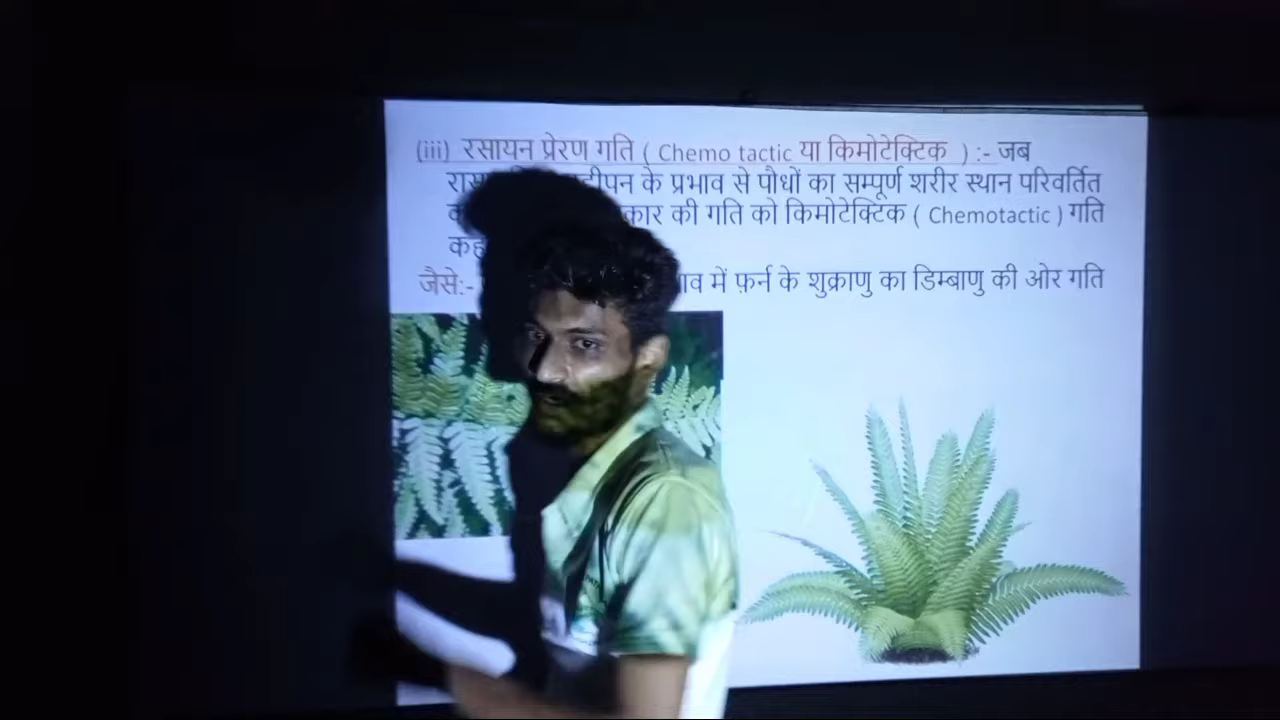 (iii) रसायन प्रेरण गति ( Chemo tactic या किमोटेक्टिक ) :- जब
के प्रभाव से पौधों का सम्पूर्ण शरीर स्थान परिवर्तित
की गति को किमोटेक्टिक ( Chemotactic ) गति
जैसे:- में फ़र्न के शुक्राणु का डिम्बाणु की ओर गति